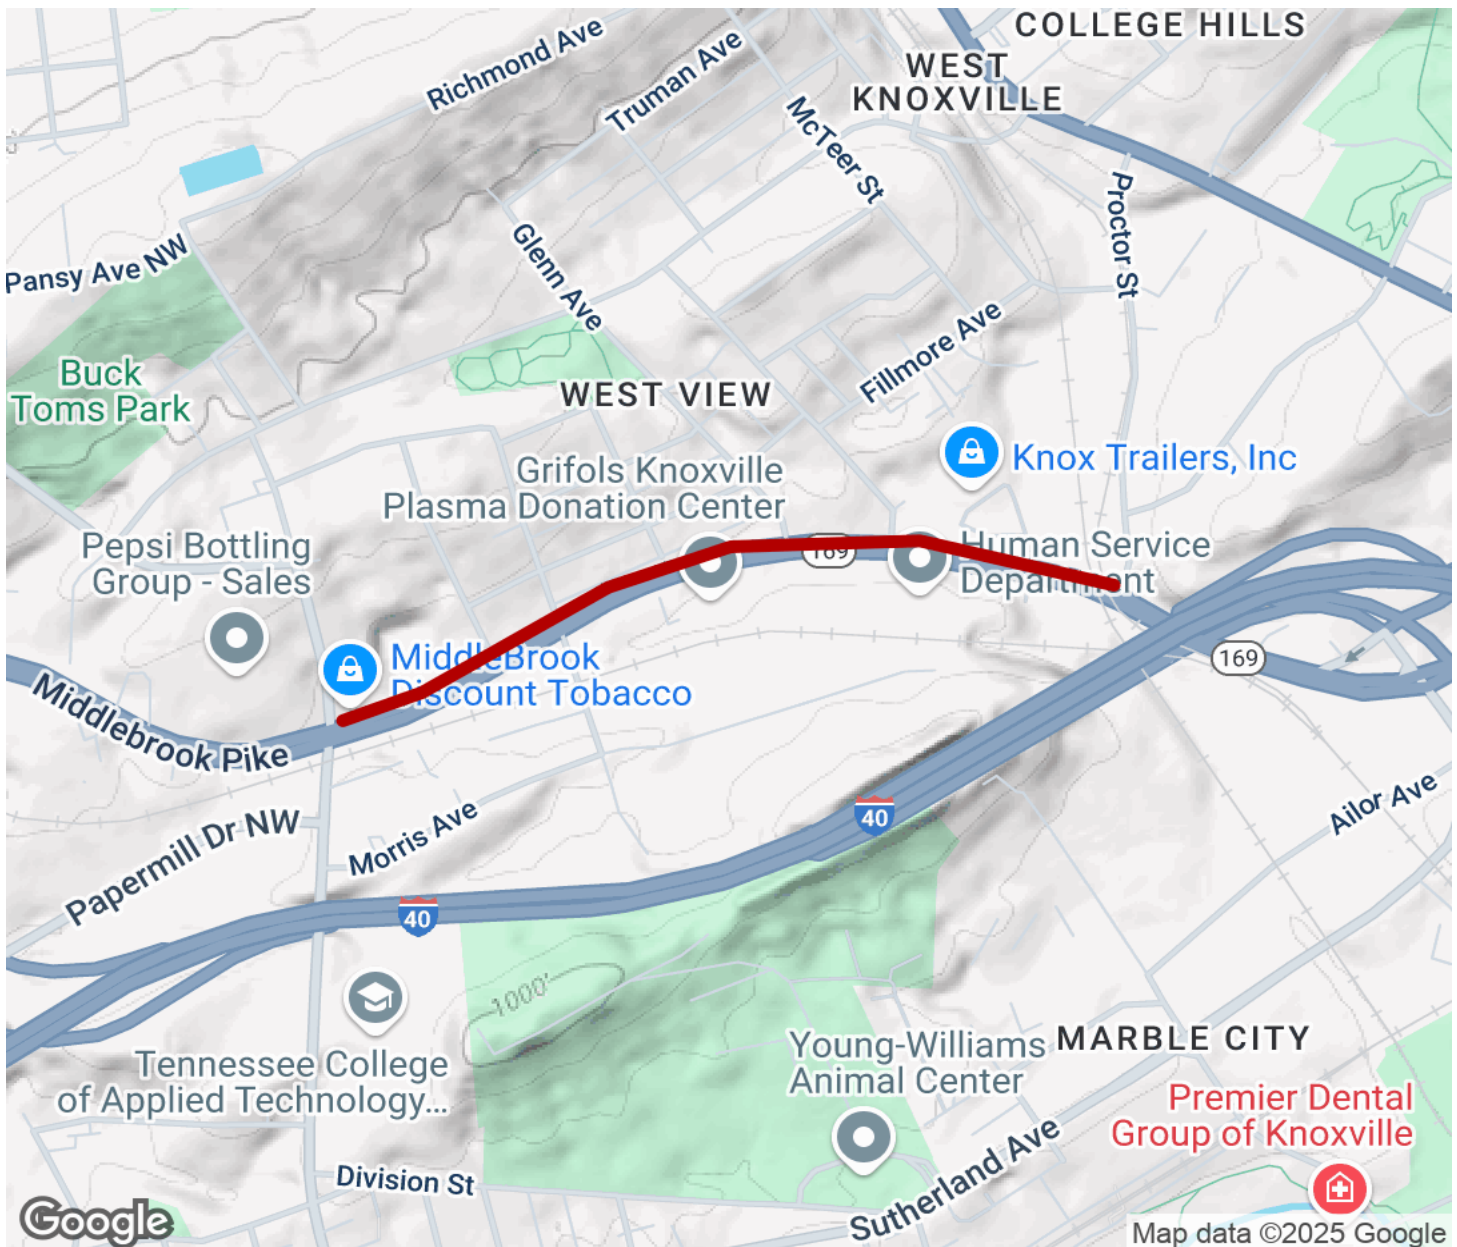 COLLEGE HILLS
WEST
KNOXVILLE
Richmond Ave
Truman Ave
McTeer St
Proctor St
Pansy Ave NW
Glenn Ave
Fillmore Ave
Buck
Toms Park
WEST VIEW
Knox Trailers, Inc
Grifols Knoxville
Plasma Donation Center
Pepsi Bottling
Group - Sales
169
Human Service
Department
MiddleBrook
Discount Tobacco
169
Middlebrook Pike
Papermill Dr NW
Morris Ave
40
Ailor Ave
40
1000'
Tennessee College
of Applied Technology...
Young-Williams
Animal Center
MARBLE CITY
Premier Dental
Group of Knoxville
Division St
Sutherland Ave
Google
Map data ©2025 Google